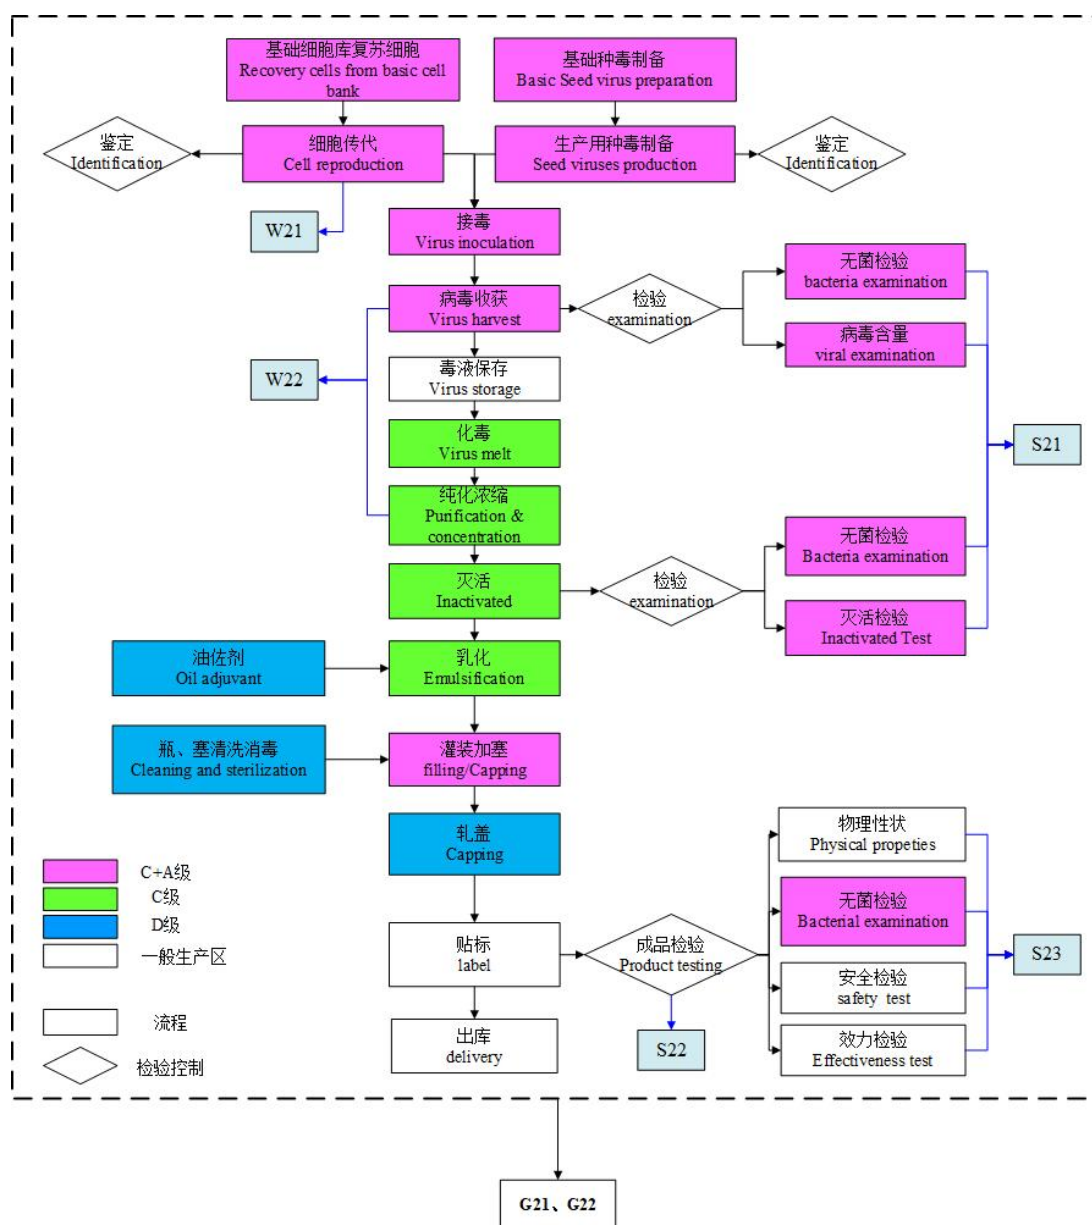 基础细胞库复苏细胞
Recovery cells from basic cell
bank
基础种毒制备
Basic Seed virus preparation
鉴定
Identification
细胞传代
Cell reproduction
生产用种毒制备
Seed viruses production
鉴定
Identification
W21
接毒
Virus inoculation
病毒收获
Virus harvest
检验
examination
无菌检验
bacteria examination
病毒含量
viral examination
W22
毒液保存
Virus storage
化毒
Virus melt
S21
纯化浓缩
Purification &
concentration
无菌检验
Bacteria examination
灭活
Inactivated
检验
examination
灭活检验
Inactivated Test
油佐剂
Oil adjuvant
乳化
Emulsification
瓶、塞清洗消毒
Cleaning and sterilization
灌装加塞
filling/Capping
轧盖
Capping
物理性状
Physical propeties
C+A级
C级
D级
一般生产区
无菌检验
Bacterial examination
贴标
label
成品检验
Product testing
S23
安全检验
safety test
流程
检验控制
出库
delivery
S22
效力检验
Effectiveness test
G21、G22